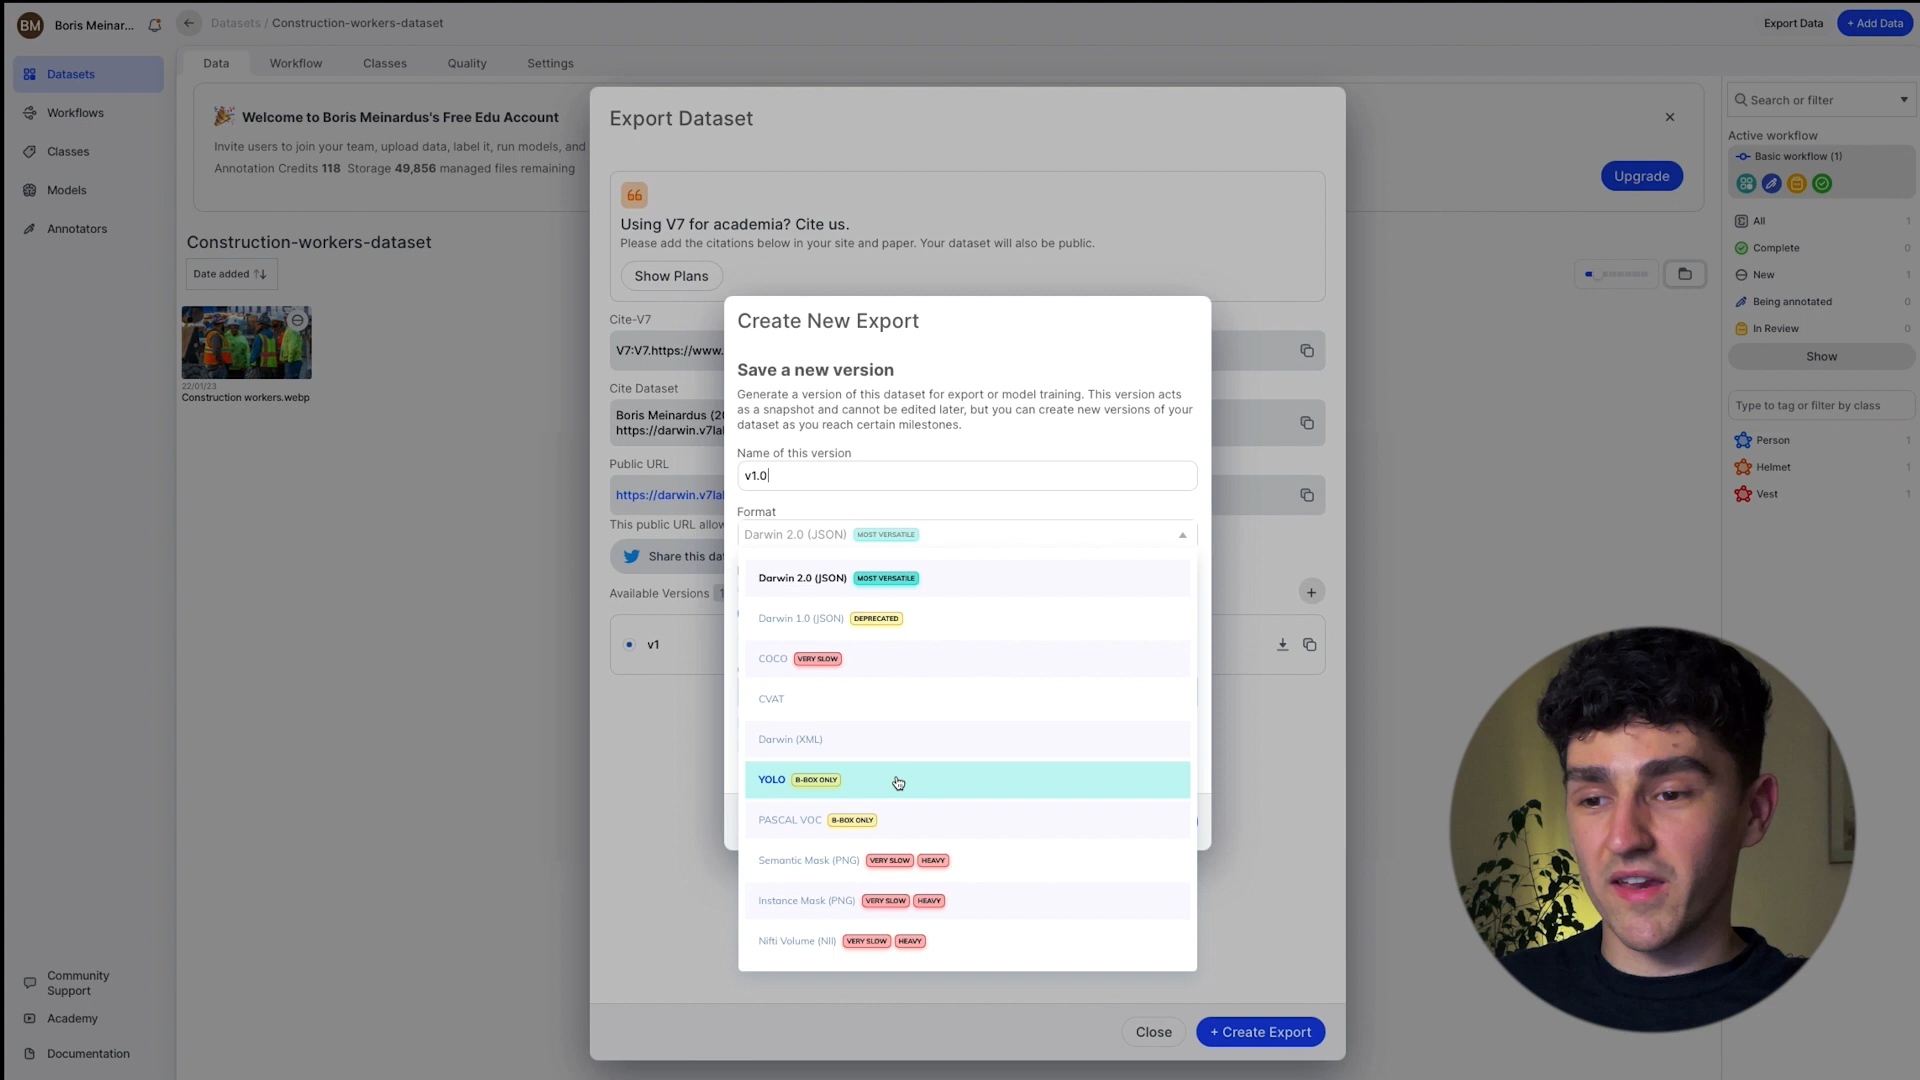 BM
Boris Meinar...
Datasets / Construction-workers-dataset
Export Data
+ Add Data
Datasets
Workflows
Classes
Models
Annotators
Community
Support
Academy
Documentation
Data
Workflow
Classes
Quality
Settings
Welcome to Boris Meinardus's Free Edu Account
Invite users to join your team, upload data, label it, run models, and
Annotation Credits 118 Storage 49,856 managed files remaining
Upgrade
Construction-workers-dataset
Date added
22/01/23
Construction workers.webp
Export Dataset
Using V7 for academia? Cite us.
Please add the citations below in your site and paper. Your dataset will also be public.
Show Plans
Cite-V7
V7:V7.https://www.
Cite Dataset
Boris Meinardus
https://darwin.v7la
Public URL
https://darwin.v7la
This public URL allow
Share this da
Available Versions
v1
Close
+ Create Export
Create New Export
Save a new version
Generate a version of this dataset for export or model training. This version acts
as a snapshot and cannot be edited later, but you can create new versions of your
dataset as you reach certain milestones.
Name of this version
v1.0
Format
Darwin 2.0 (JSON) MOST VERSATILE
Darwin 2.0 (JSON) MOST VERSATILE
Darwin 1.0 (JSON) DEPRECATED
COCO VERY SLOW
CVAT
Darwin (XML)
YOLO B-BOX ONLY
PASCAL VOC B-BOX ONLY
Semantic Mask (PNG) VERY SLOW HEAVY
Instance Mask (PNG) VERY SLOW HEAVY
Nifti Volume (NII) VERY SLOW HEAVY
Search or filter
Active workflow
Basic workflow (1)
All 1
Complete 0
New 1
Being annotated 0
In Review 0
Show
Type to tag or filter by class
Person 1
Helmet 1
Vest 1